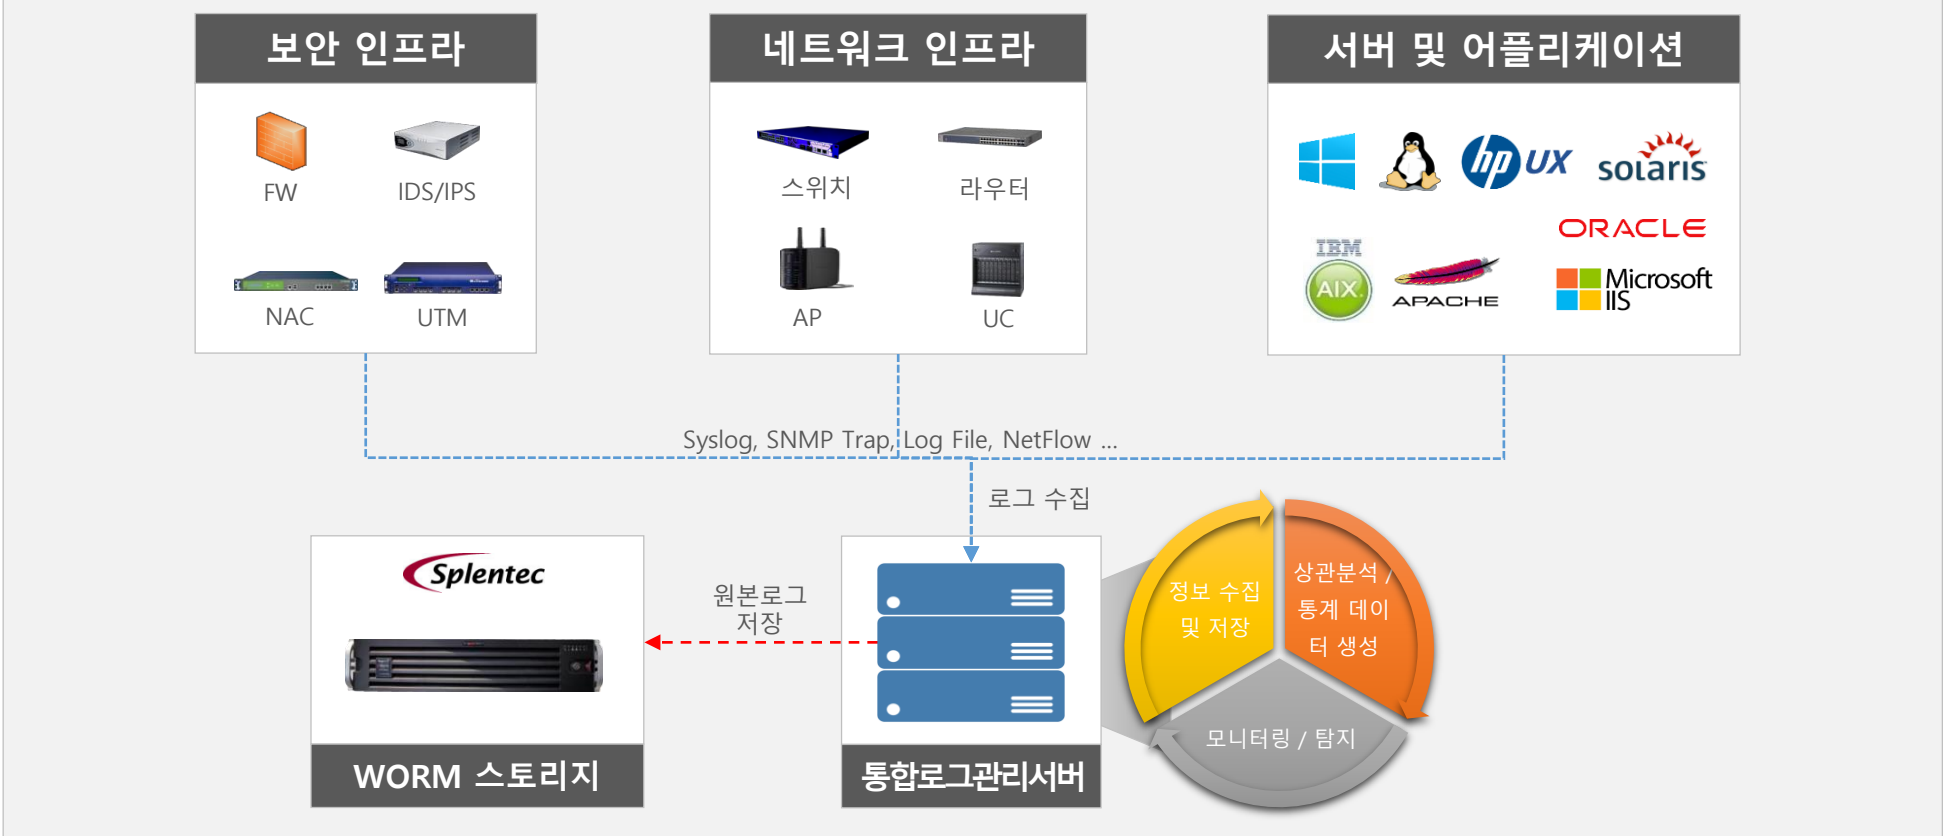 보안 인프라
네트워크 인프라
서버 및 어플리케이션
FW
IDS/IPS
NAC
UTM
스위치
라우터
AP
UC
hp UX
solaris
ORACLE
IBM
AIX
APACHE
Microsoft
IIS
Syslog, SNMP Trap, Log File, NetFlow ...
로그 수집
Splentec
원본로그
저장
정보 수집
및 저장
상관분석 /
통계 데이
터 생성
모니터링 / 탐지
WORM 스토리지
통합로그관리서버